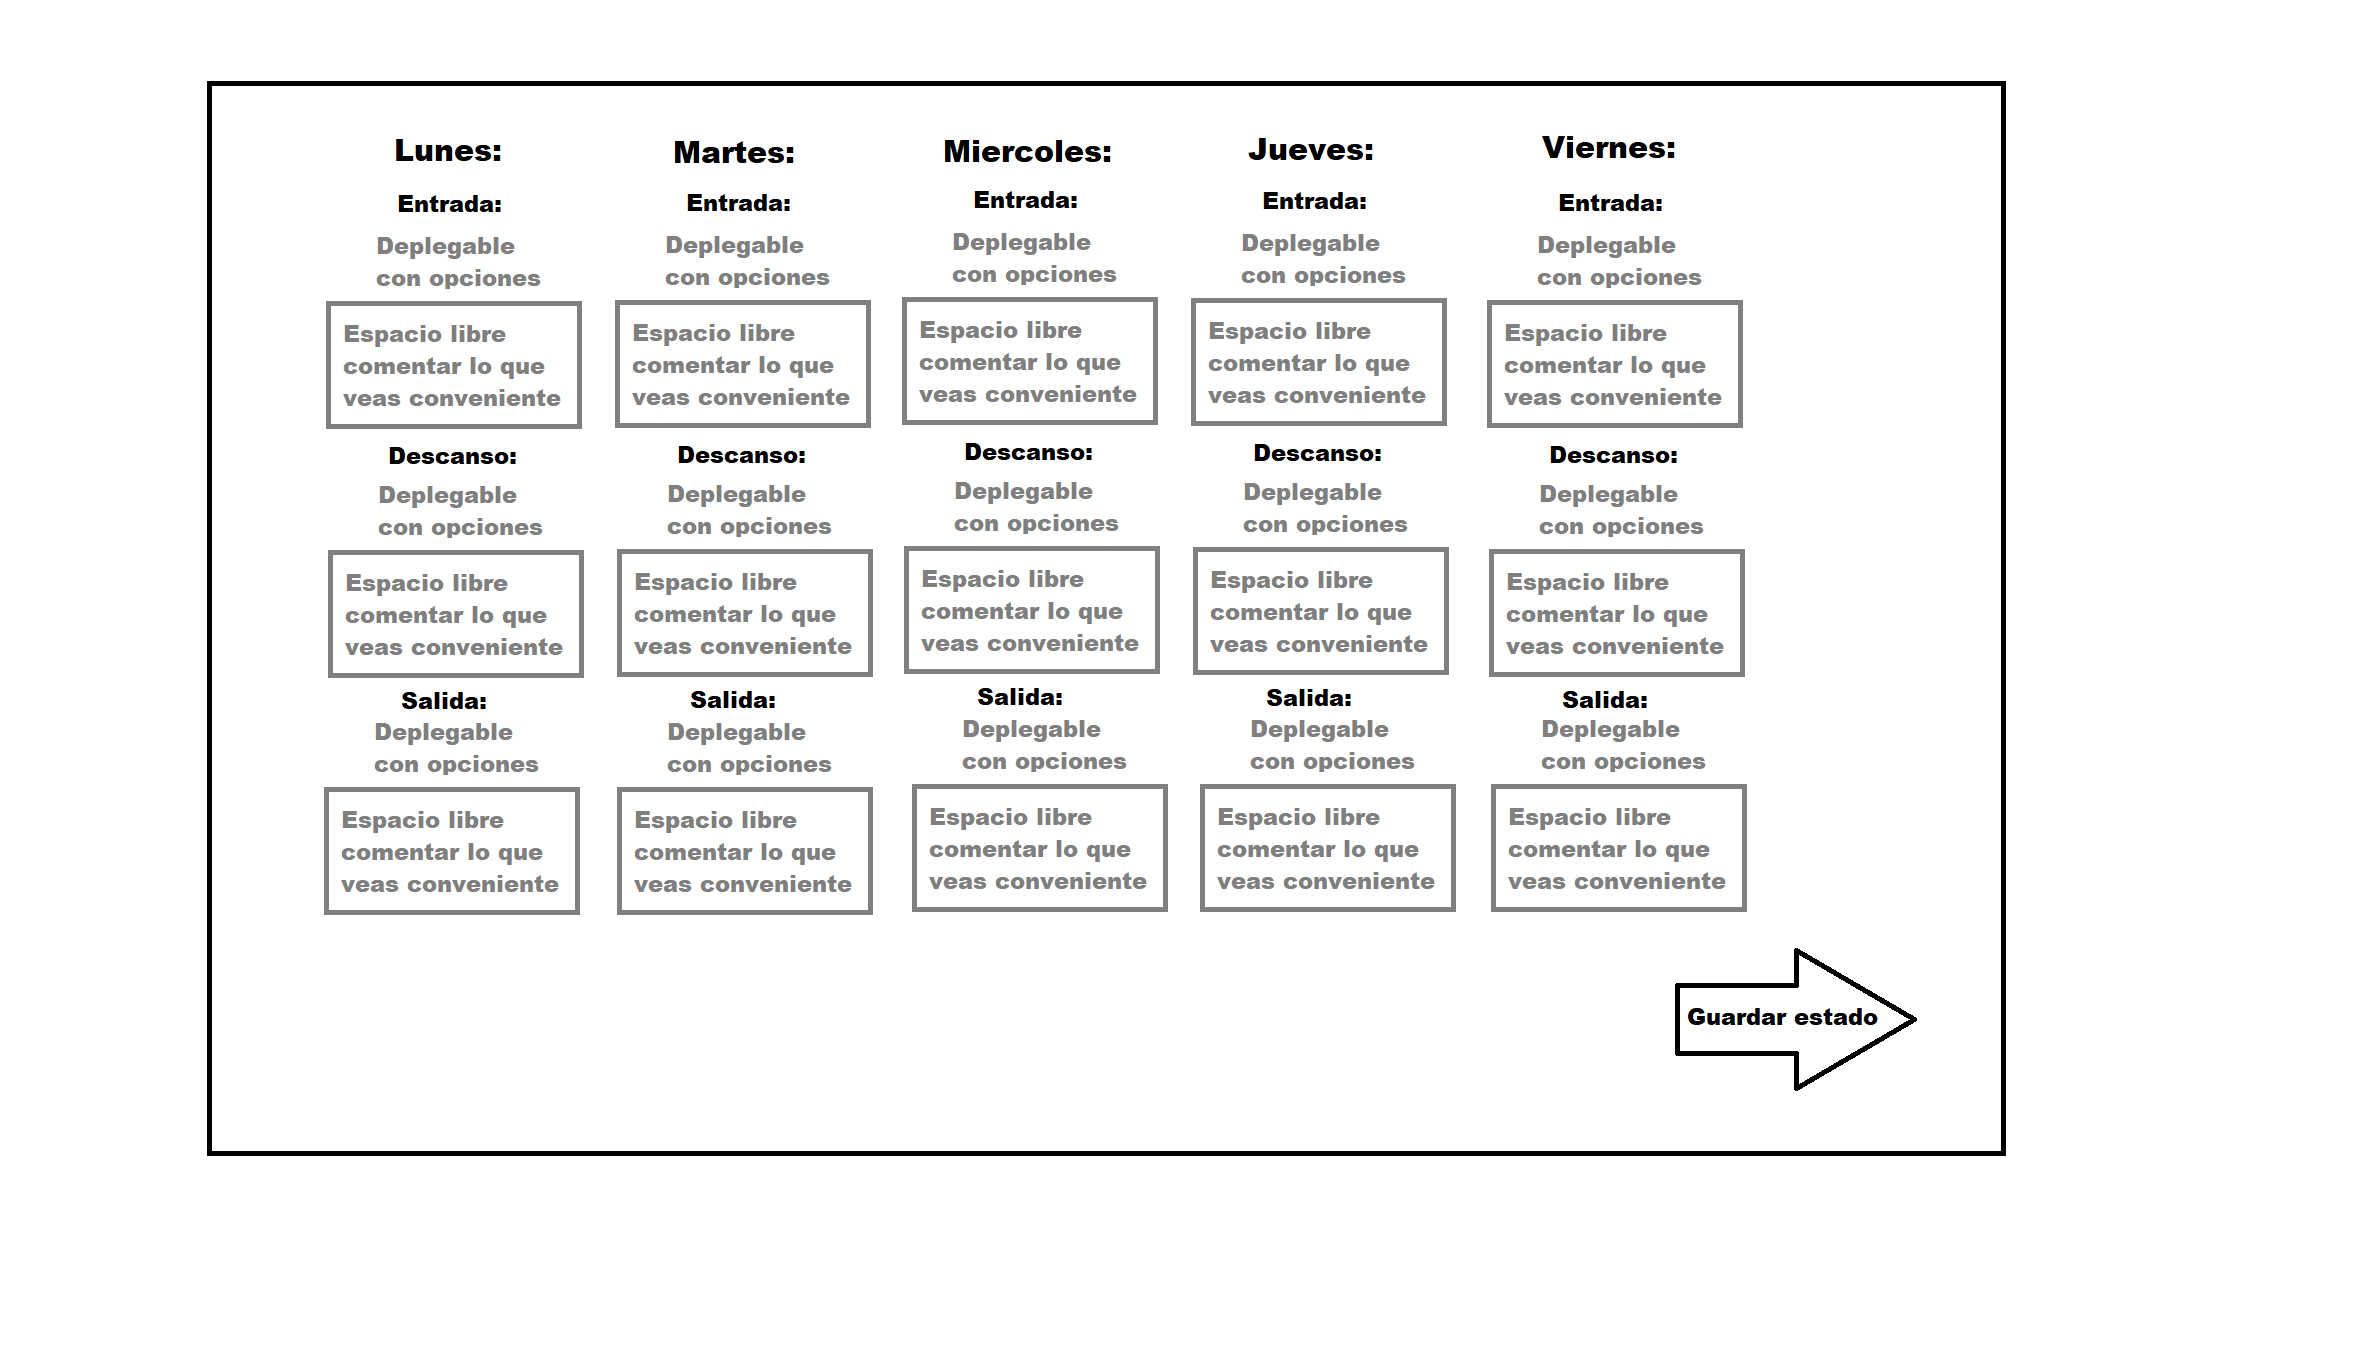 Lunes:
Martes:
Miercoles:
Jueves:
Viernes:
Entrada:
Entrada:
Entrada:
Entrada:
Entrada:
Deplegable
con opciones
Deplegable
con opciones
Deplegable
con opciones
Deplegable
con opciones
Deplegable
con opciones
Espacio libre
comentar lo que
veas conveniente
Espacio libre
comentar lo que
veas conveniente
Espacio libre
comentar lo que
veas conveniente
Espacio libre
comentar lo que
veas conveniente
Espacio libre
comentar lo que
veas conveniente
Descanso:
Descanso:
Descanso:
Descanso:
Descanso:
Deplegable
con opciones
Deplegable
con opciones
Deplegable
con opciones
Deplegable
con opciones
Deplegable
con opciones
Espacio libre
comentar lo que
veas conveniente
Espacio libre
comentar lo que
veas conveniente
Espacio libre
comentar lo que
veas conveniente
Espacio libre
comentar lo que
veas conveniente
Espacio libre
comentar lo que
veas conveniente
Salida:
Salida:
Salida:
Salida:
Salida:
Deplegable
con opciones
Deplegable
con opciones
Deplegable
con opciones
Deplegable
con opciones
Deplegable
con opciones
Espacio libre
comentar lo que
veas conveniente
Espacio libre
comentar lo que
veas conveniente
Espacio libre
comentar lo que
veas conveniente
Espacio libre
comentar lo que
veas conveniente
Espacio libre
comentar lo que
veas conveniente
Guardar estado